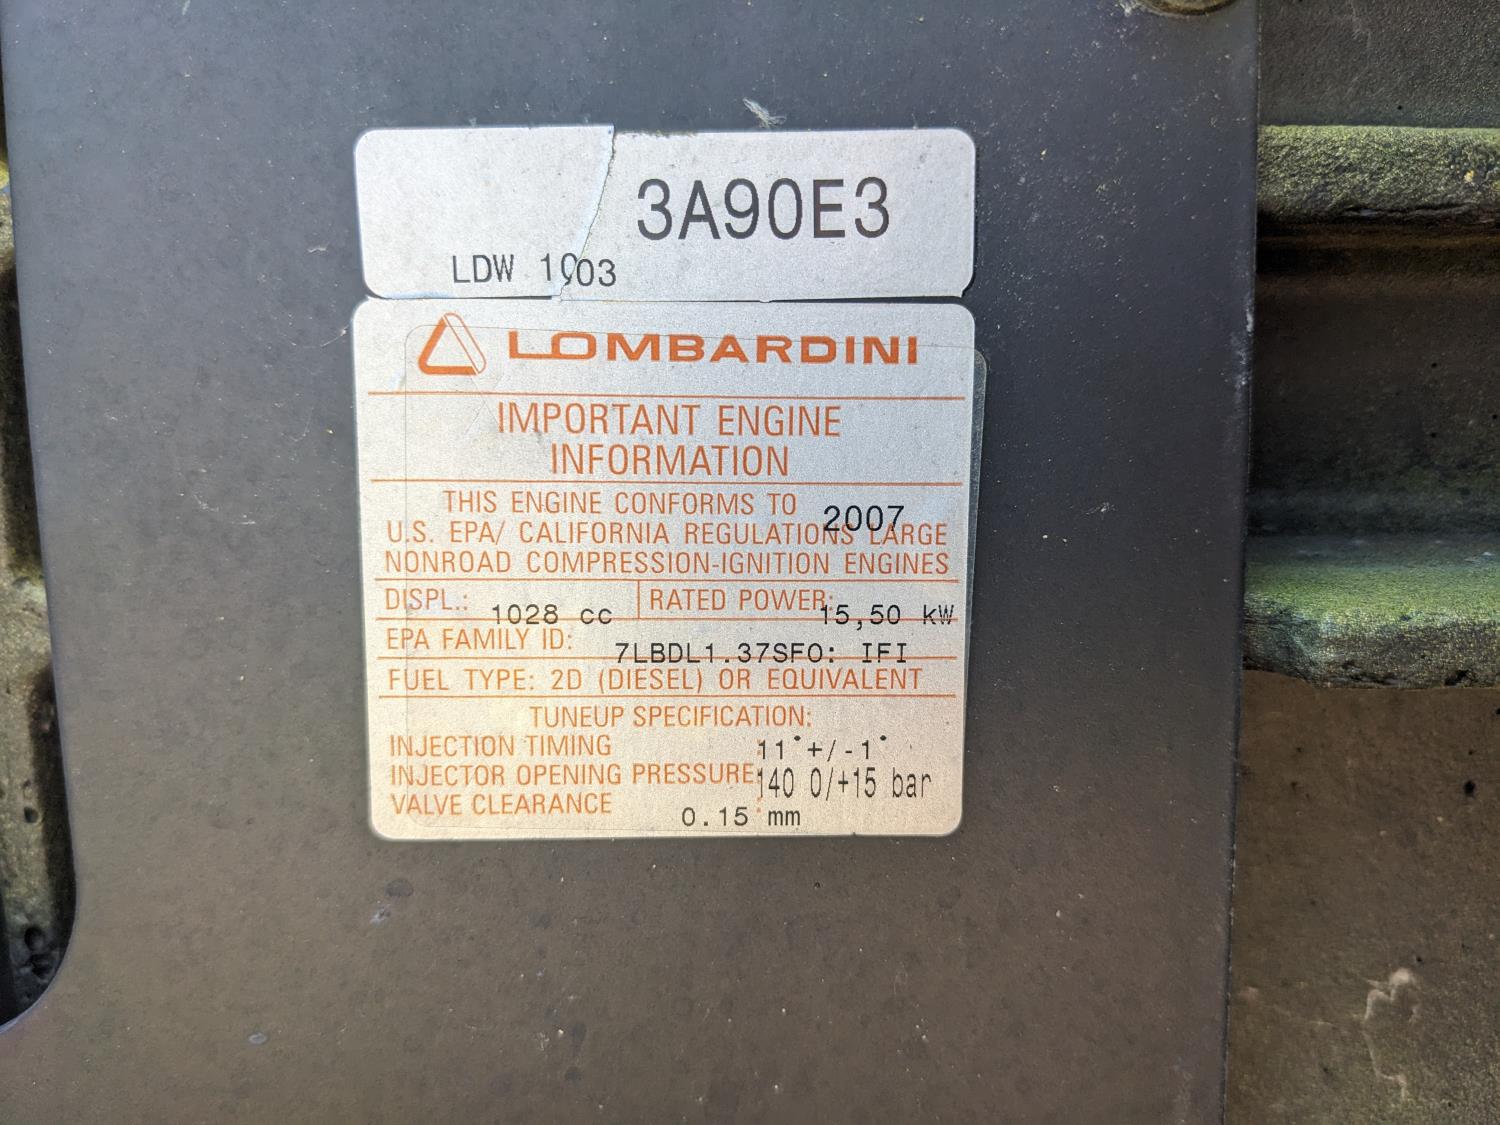 3A90E3
LDW 1003
LOMBARDINI
IMPORTANT ENGINE
INFORMATION
THIS ENGINE CONFORMS TO 2007
U.S. EPA/ CALIFORNIA REGULATIONS LARGE
NONROAD COMPRESSION-IGNITION ENGINES
DISPL.: 1028 cc RATED POWER: 15,50 kW
EPA FAMILY ID: 7LBDL1.37SF0: IFI
FUEL TYPE: 2D (DIESEL) OR EQUIVALENT
TUNEUP SPECIFICATION:
INJECTION TIMING : 11°+/-1°
INJECTOR OPENING PRESSURE: 140 0/+15 bar
VALVE CLEARANCE : 0.15 mm